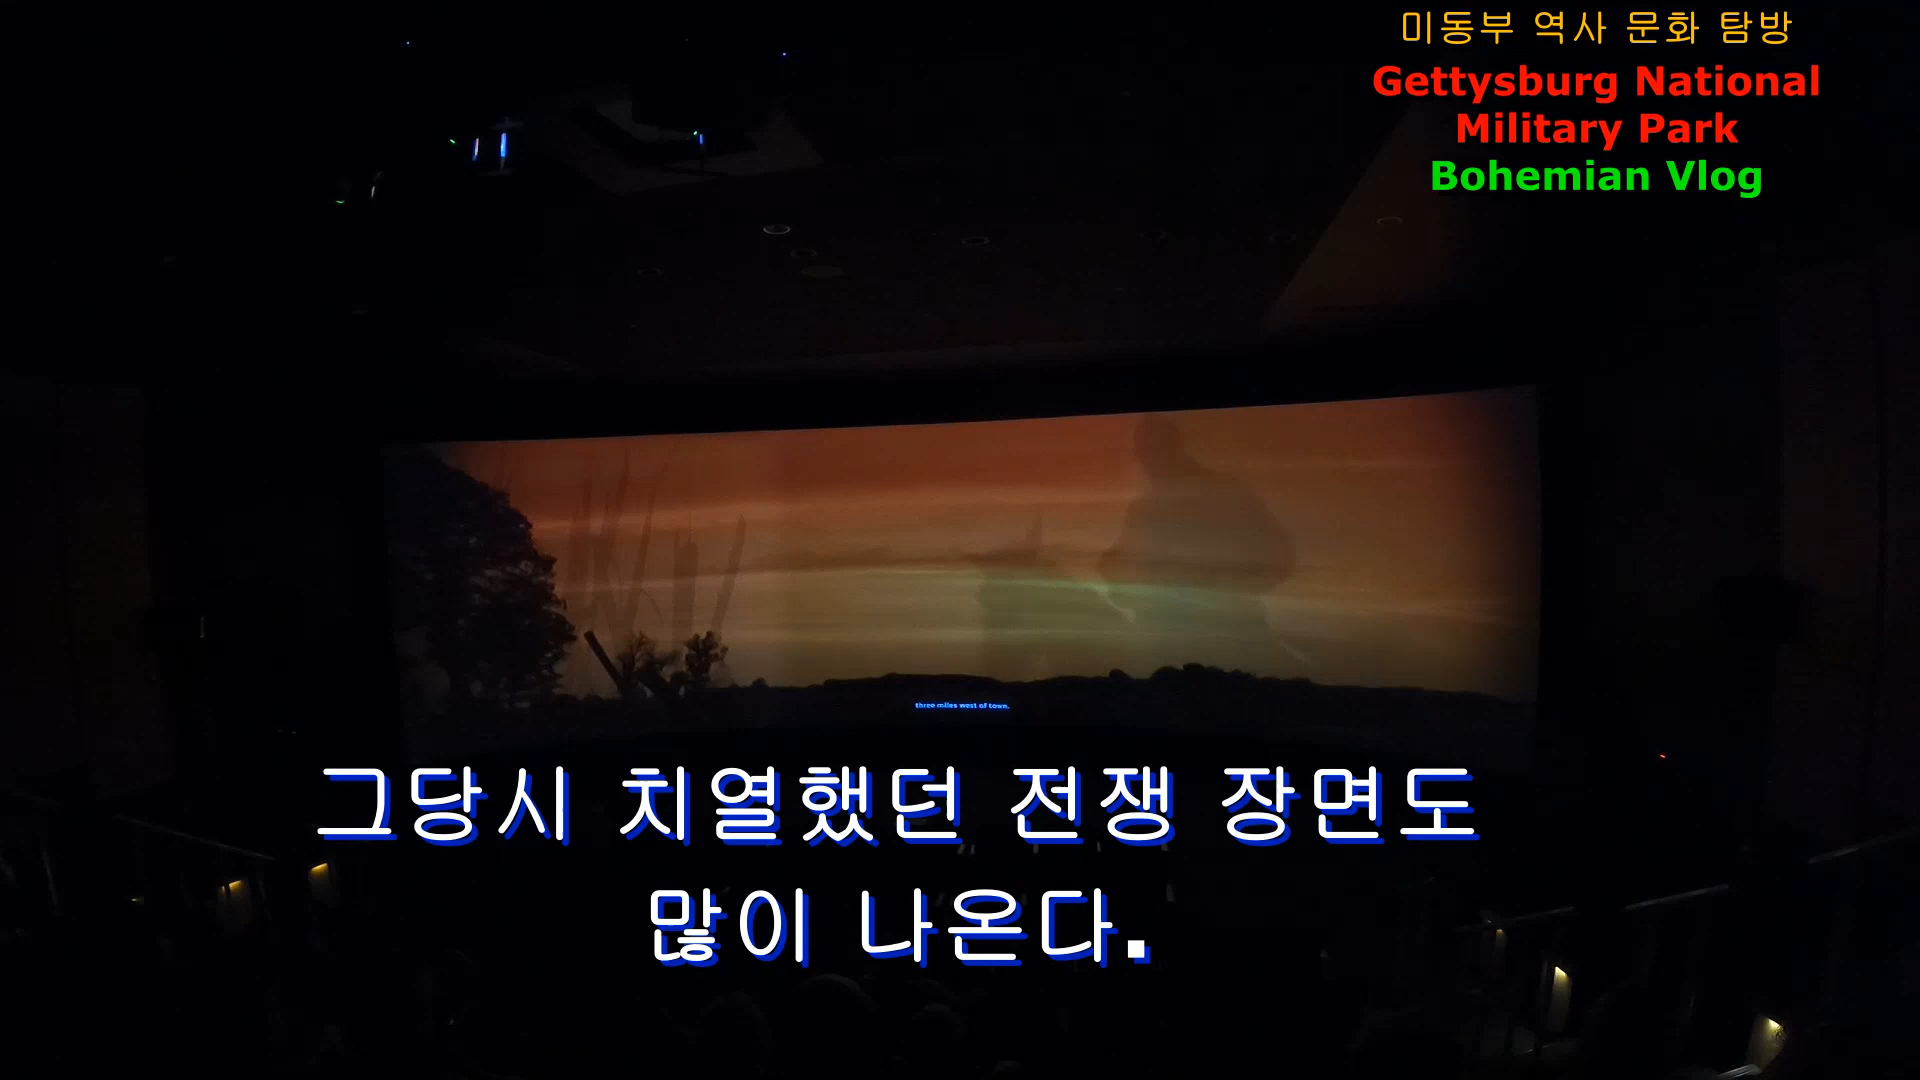 미동부 역사 문화 탐방
Gettysburg National
Military Park
Bohemian Vlog
three miles west of town.
그당시 치열했던 전쟁 장면도
많이 나온다.